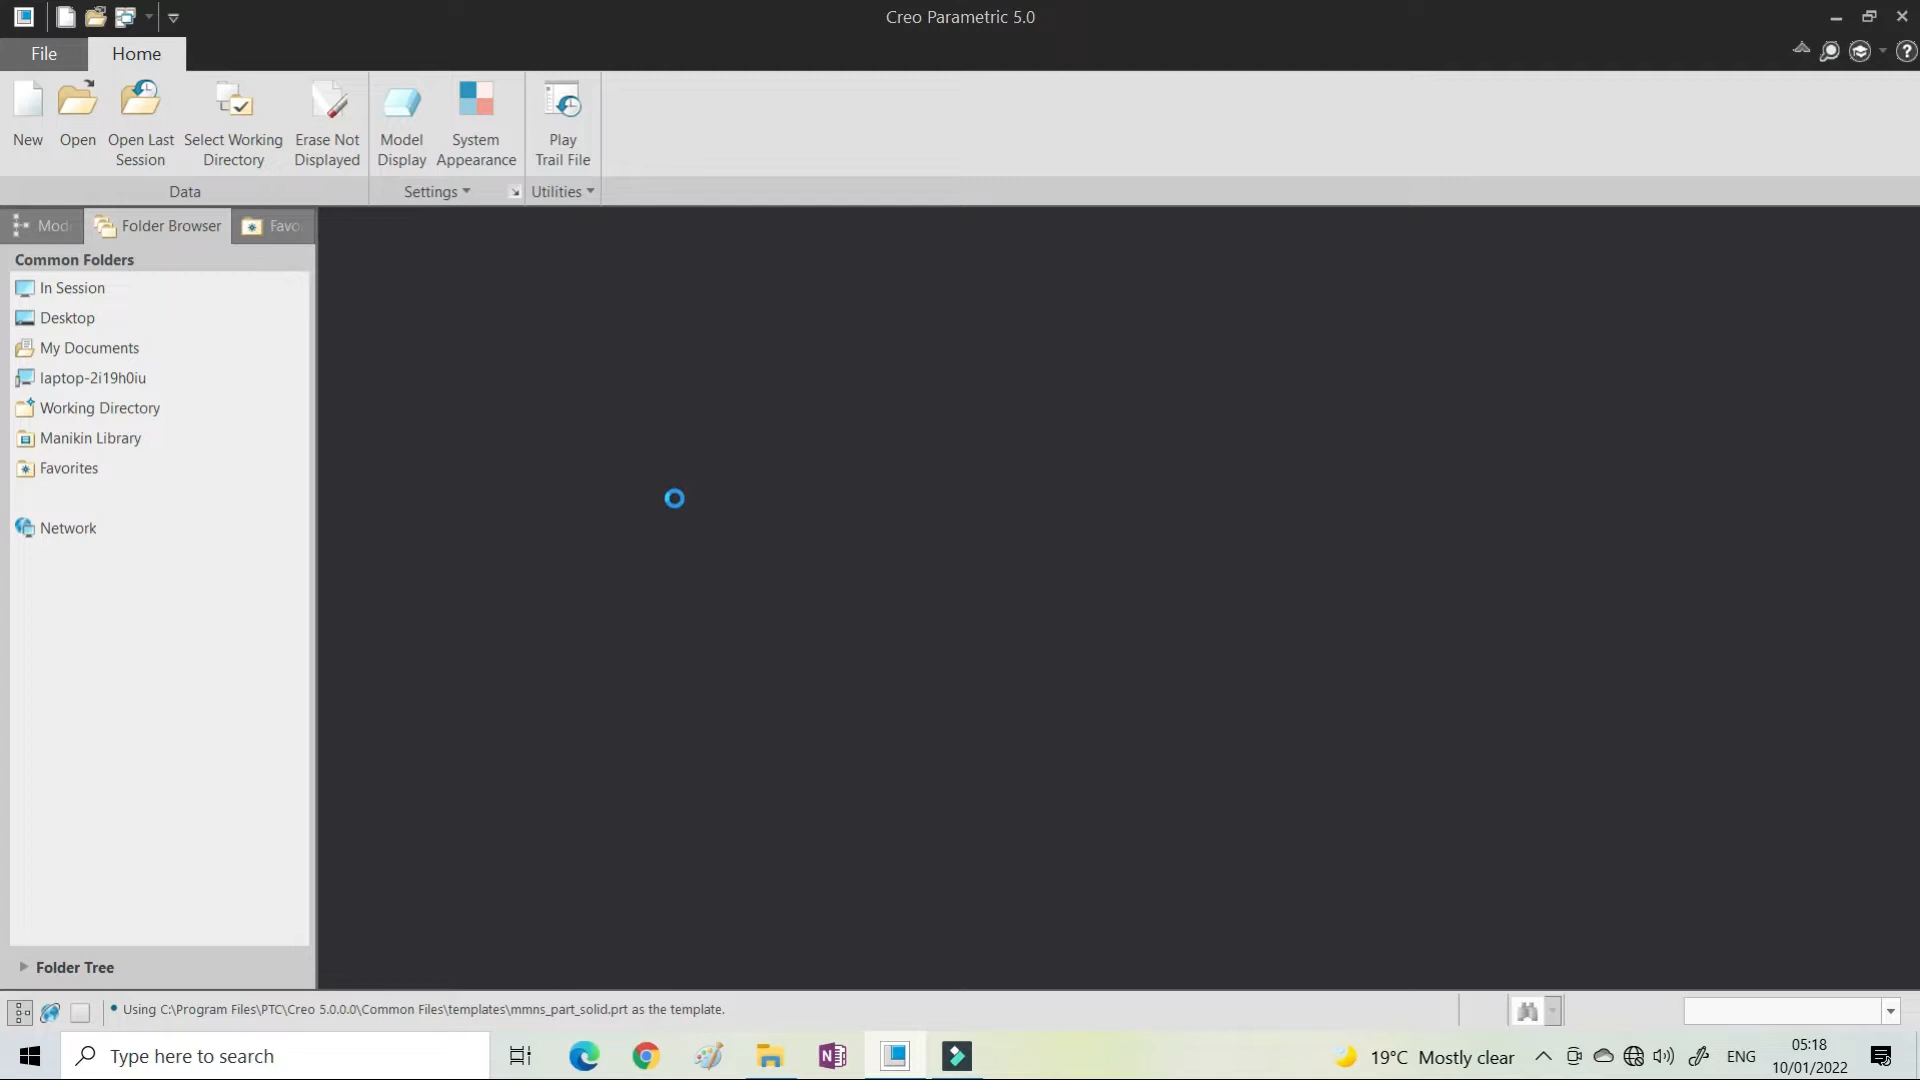 Creo Parametric 5.0
File
Home
New
Open
Open Last
Session
Select Working
Directory
Erase Not
Displayed
Model
Display
System
Appearance
Play
Trail File
Data
Settings
Utilities
Mod
Folder Browser
Favo
Common Folders
In Session
Desktop
My Documents
laptop-2i19h0iu
Working Directory
Manikin Library
Favorites
Network
Folder Tree
• Using C:\Program Files\PTC\Creo 5.0.0.0\Common Files\templates\mmns_part_solid.prt as the template.
Type here to search
19°C Mostly clear
ENG
05:18
10/01/2022